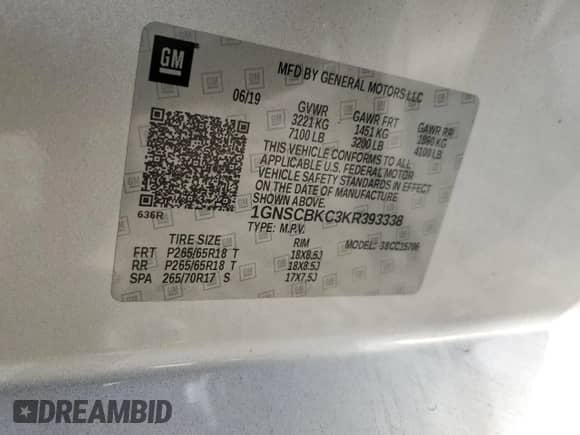 GM
MFD BY GENERAL MOTORS LLC
06/19
GVWR
3221 KG
7100 LB
GAWR FRT
1451 KG
3200 LB
GAWR RR
1860 KG
4100 LB
THIS VEHICLE CONFORMS TO ALL
APPLICABLE U.S. FEDERAL MOTOR
VEHICLE SAFETY STANDARDS IN EFFECT
ON THE DATE OF MANUFACTURE
SHOWN ABOVE.
636R
1GNSCBKC3KR393338
TYPE: M.P.V.
MODEL:
TIRE SIZE RIM
FRT P265/65R18 T 18X8.5J
RR P265/65R18 T 18X8.5J
SPA 265/70R17 S 17X7.5J
DREAMBID